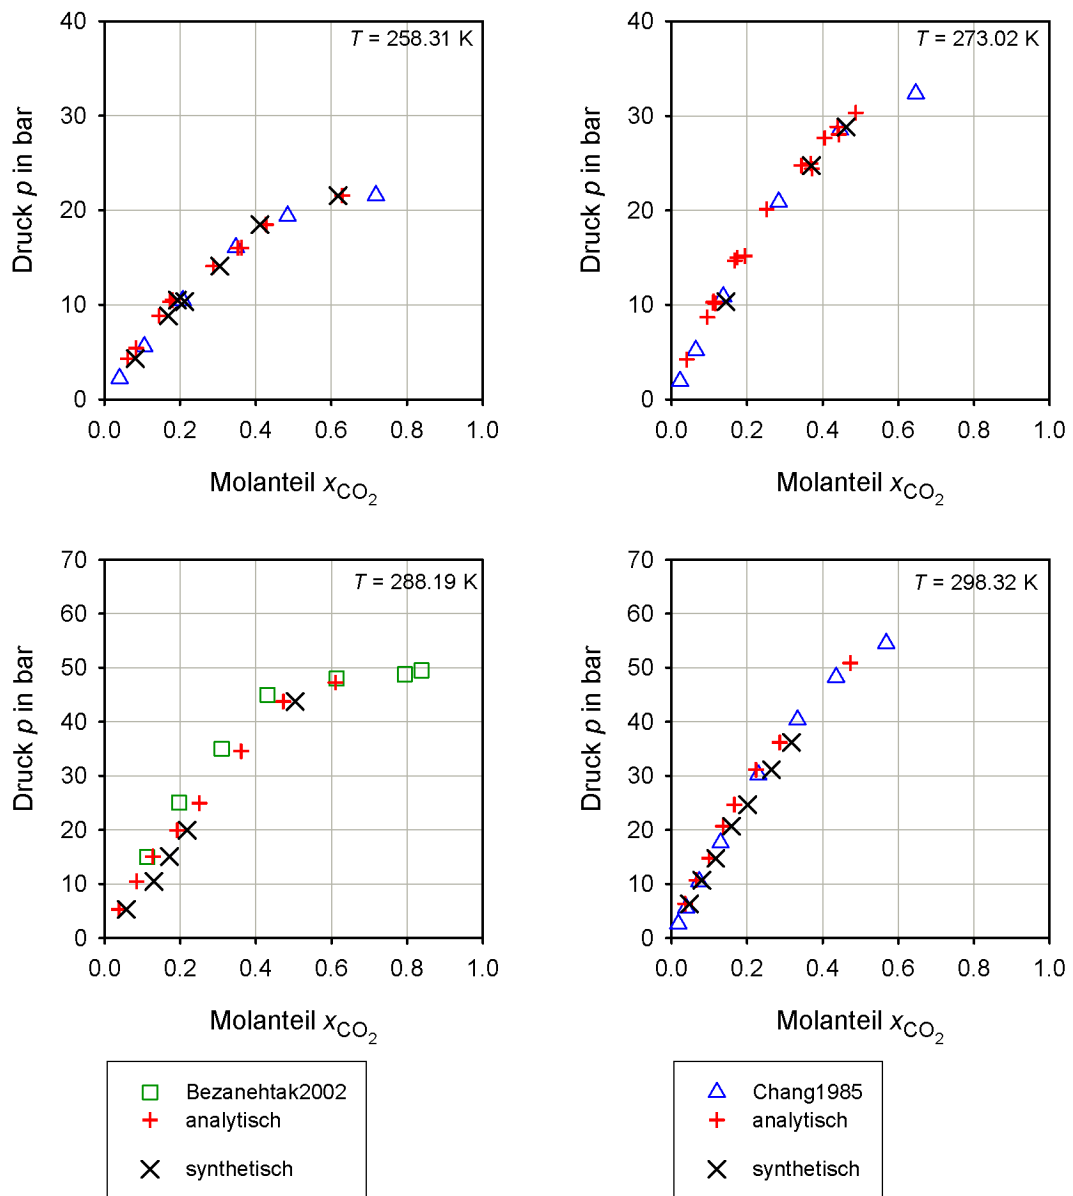 40
30
20
10
0
Druck p in bar
T = 258.31 K
0.0 0.2 0.4 0.6 0.8 1.0
Molanteil xCO2
40
30
20
10
0
Druck p in bar
T = 273.02 K
0.0 0.2 0.4 0.6 0.8 1.0
Molanteil xCO2
70
60
50
40
30
20
10
0
Druck p in bar
T = 288.19 K
0.0 0.2 0.4 0.6 0.8 1.0
Molanteil xCO2
70
60
50
40
30
20
10
0
Druck p in bar
T = 298.32 K
0.0 0.2 0.4 0.6 0.8 1.0
Molanteil xCO2
Bezanehtak2002
analytisch
synthetisch
Chang1985
analytisch
synthetisch